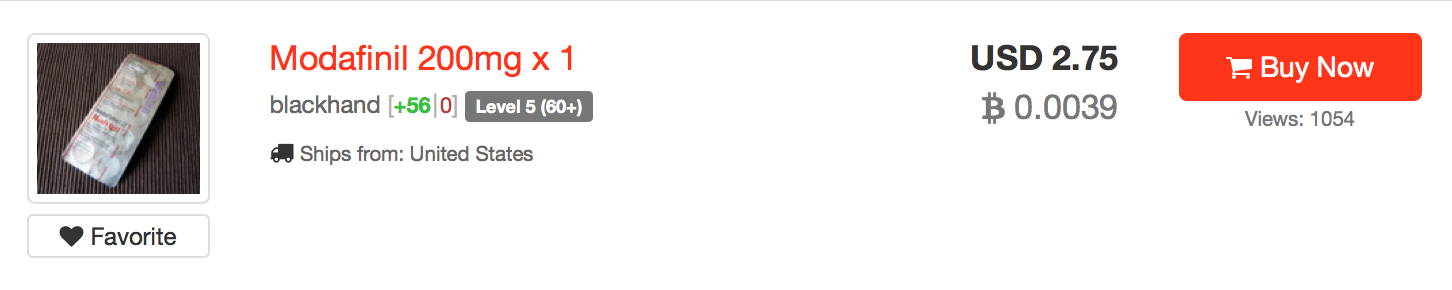 Modafinil 200mg x 1
blackhand [+56|0] Level 5 (60+)
Ships from: United States
Favorite
USD 2.75
฿ 0.0039
Buy Now
Views: 1054